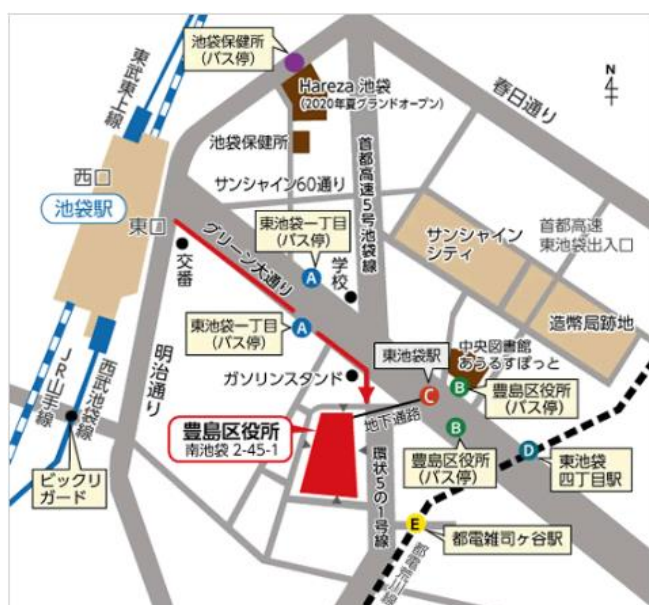 池袋保健所
(バス停)
Hareza 池袋
(2020年夏グランドオープン)
N
4
東武東上線
春日通り
池袋保健所
首都高速5号池袋線
西口
池袋駅
東口
サンシャイン60通り
グリーン大通り
東池袋一丁目
(バス停)
A
交番
学校
サンシャイン
シティ
首都高速
東池袋出入口
造幣局跡地
東池袋一丁目
(バス停)
A
明治通り
JR山手線
西武池袋線
ガソリンスタンド
東池袋駅
C
中央図書館
あうるすぽっと
B
豊島区役所
(バス停)
地下通路
豊島区役所
南池袋 2-45-1
B
豊島区役所
(バス停)
環状5の1号線
D
東池袋
四丁目駅
ビックリ
ガード
E
都電雑司ヶ谷駅
都電荒川線